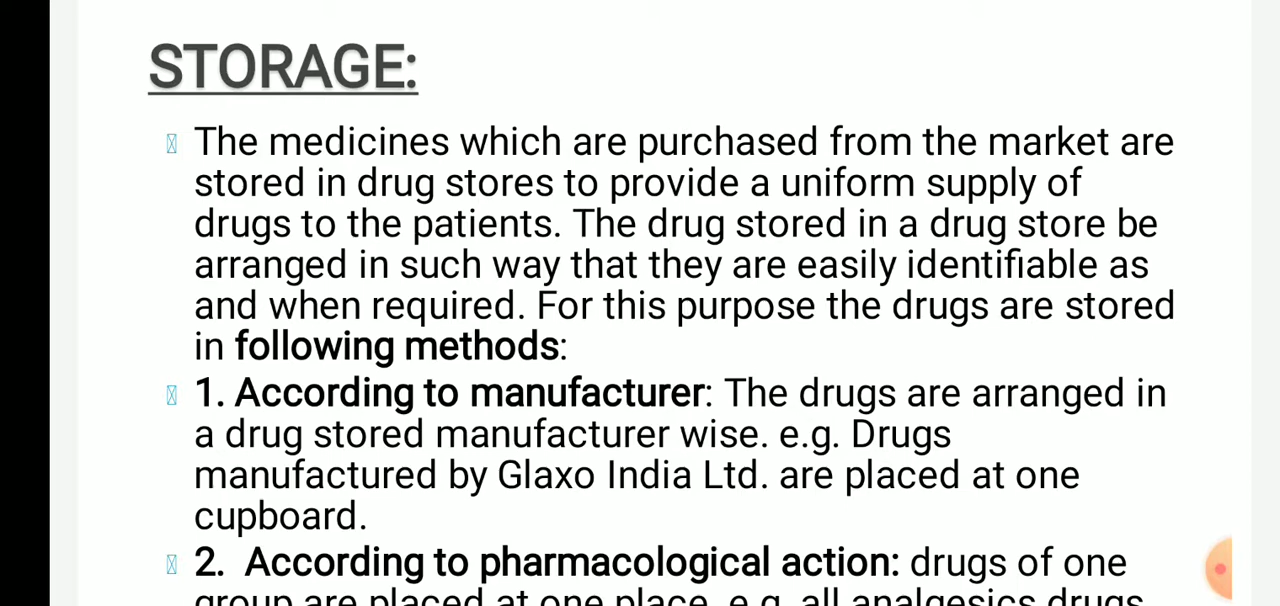 STORAGE:
The medicines which are purchased from the market are
stored in drug stores to provide a uniform supply of
drugs to the patients. The drug stored in a drug store be
arranged in such way that they are easily identifiable as
and when required. For this purpose the drugs are stored
in following methods:
1. According to manufacturer: The drugs are arranged in
a drug stored manufacturer wise. e.g. Drugs
manufactured by Glaxo India Ltd. are placed at one
cupboard.
2. According to pharmacological action: drugs of one
group are placed at one place. e.g. all analgesics drugs